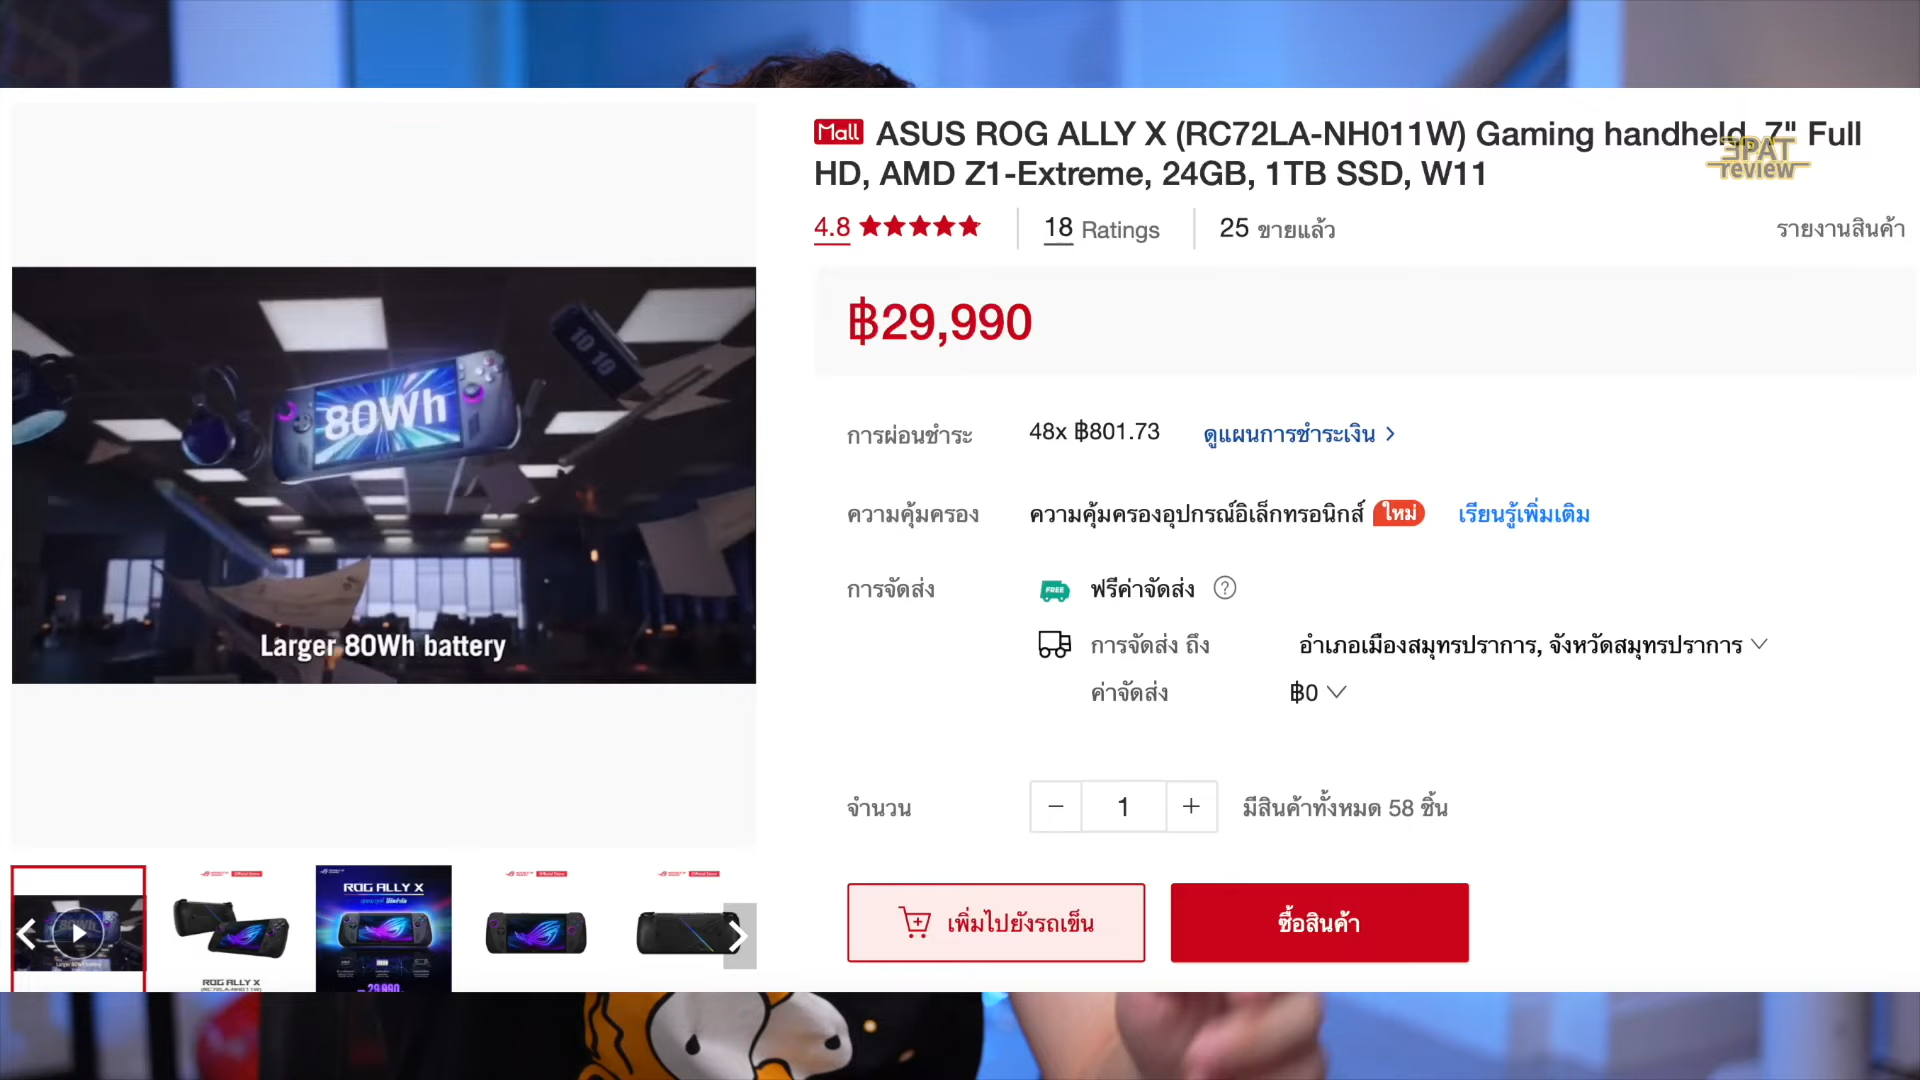 Mall ASUS ROG ALLY X (RC72LA-NH011W) Gaming handheld, 7" Full
HD, AMD Z1-Extreme, 24GB, 1TB SSD, W11
3PAT
review
4.8 18 Ratings 25 ขายแล้ว รายงานสินค้า
฿29,990
80Wh
10 10
Larger 80Wh battery
การผ่อนชำระ 48x ฿801.73 ดูแผนการชำระเงิน
ความคุ้มครอง ความคุ้มครองอุปกรณ์อิเล็กทรอนิกส์ ใหม่ เรียนรู้เพิ่มเติม
การจัดส่ง FREE ฟรีค่าจัดส่ง ?
การจัดส่ง ถึง อำเภอเมืองสมุทรปราการ, จังหวัดสมุทรปราการ
ค่าจัดส่ง ฿0
จำนวน − 1 + มีสินค้าทั้งหมด 58 ชิ้น
เพิ่มไปยังรถเข็น ซื้อสินค้า
80Wh
Larger 80Wh battery
ROG ALLY X
(RC72LA-NH011W)
ROG ALLY X
29,990